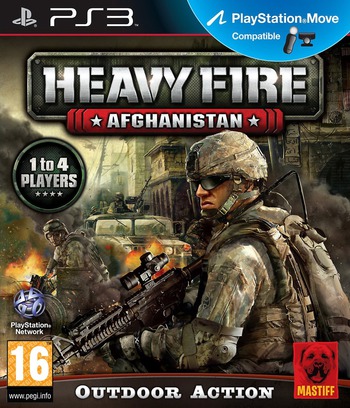 PS3
PlayStation®Move
Compatible
HEAVY FIRE
★ AFGHANISTAN ★
1 to 4
PLAYERS
★★★★
PlayStation®
Network
16
www.pegi.info
MASTIFF
OUTDOOR ACTION